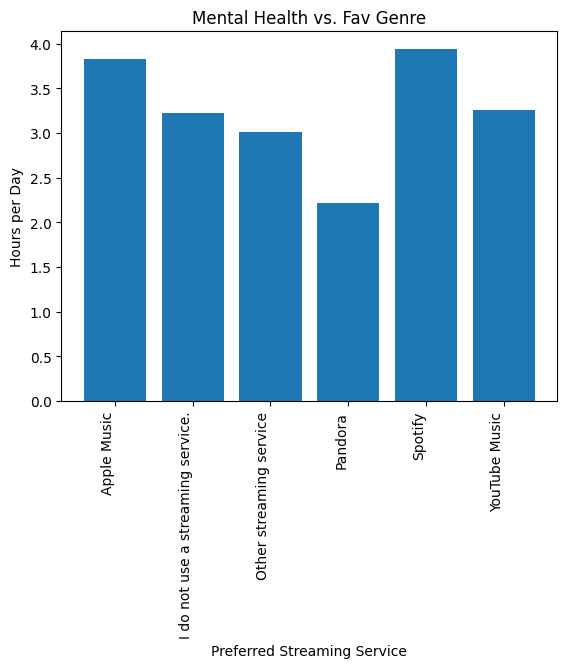 Mental Health vs. Fav Genre
4.0
3.5
3.0
2.5
2.0
1.5
1.0
0.5
0.0
Hours per Day
Apple Music
I do not use a streaming service.
Other streaming service
Pandora
Spotify
YouTube Music
Preferred Streaming Service